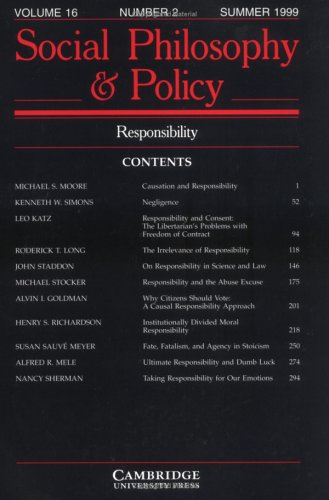 VOLUME 16 NUMBER 2 SUMMER 1999
Social Philosophy
& Policy
Responsibility
CONTENTS
MICHAEL S. MOORE Causation and Responsibility 1
KENNETH W. SIMONS Negligence 52
LEO KATZ Responsibility and Consent:
The Libertarian's Problems with
Freedom of Contract 94
RODERICK T. LONG The Irrelevance of Responsibility 118
JOHN STADDON On Responsibility in Science and Law 146
MICHAEL STOCKER Responsibility and the Abuse Excuse 175
ALVIN I. GOLDMAN Why Citizens Should Vote:
A Causal Responsibility Approach 201
HENRY S. RICHARDSON Institutionally Divided Moral
Responsibility 218
SUSAN SAUVÉ MEYER Fate, Fatalism, and Agency in Stoicism 250
ALFRED R. MELE Ultimate Responsibility and Dumb Luck 274
NANCY SHERMAN Taking Responsibility for Our Emotions 294
CAMBRIDGE
UNIVERSITY PRESS